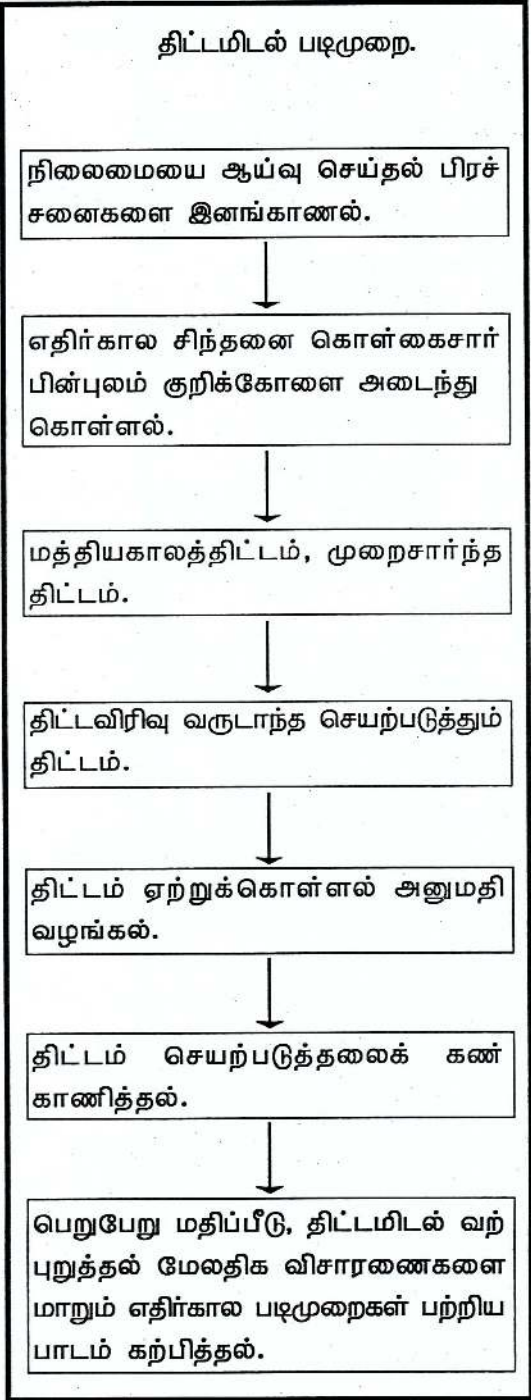 திட்டமிடல் படிமுறை.
நிலைமையை ஆய்வு செய்தல் பிரச்
சனைகளை இனங்காணல்.
எதிர்கால சிந்தனை கொள்கைசார்
பின்புலம் குறிக்கோளை அடைந்து
கொள்ளல்.
மத்தியகாலத்திட்டம், முறைசார்ந்த
திட்டம்.
திட்டவிரிவு வருடாந்த செயற்படுத்தும்
திட்டம்.
திட்டம் ஏற்றுக்கொள்ளல் அனுமதி
வழங்கல்.
திட்டம் செயற்படுத்தலைக் கண்
காணித்தல்.
பெறுபேறு மதிப்பீடு, திட்டமிடல் வற்
புறுத்தல் மேலதிக விசாரணைகளை
மாறும் எதிர்கால படிமுறைகள் பற்றிய
பாடம் கற்பித்தல்.